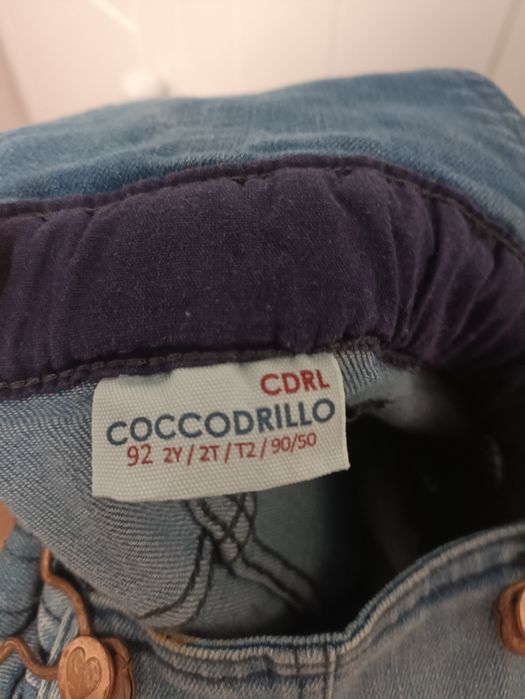 CDRL
COCCODRILLO
92 2Y / 2T / T2 / 90/50